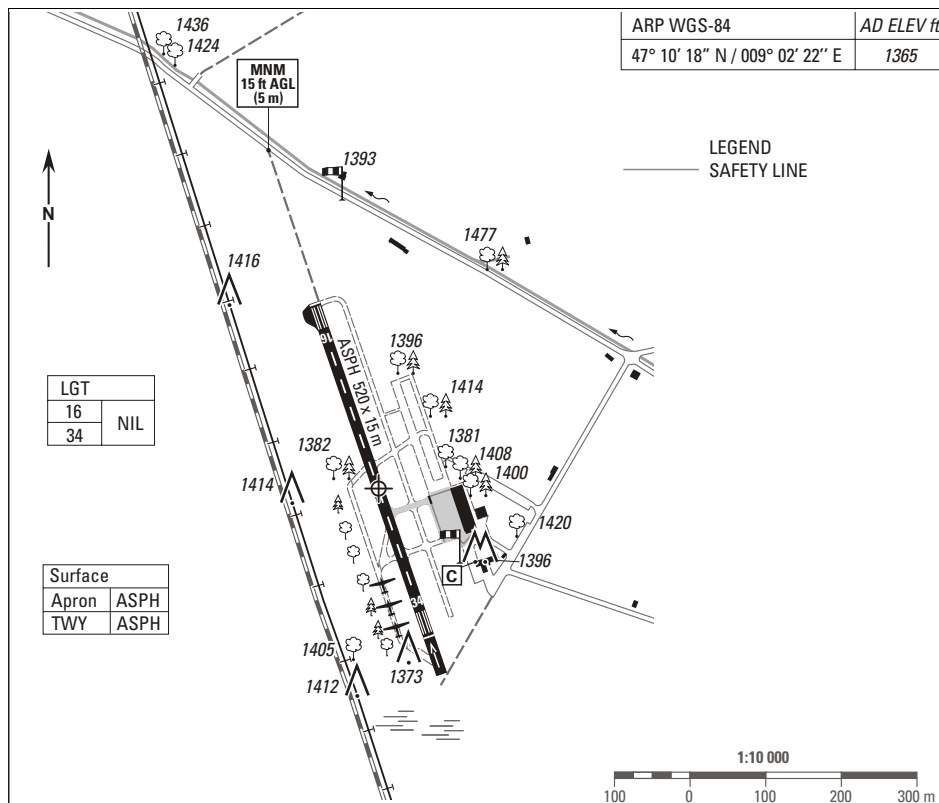 1436
1424
ARP WGS-84 AD ELEV ft
47° 10' 18" N / 009° 02' 22'' E 1365
MNM
15 ft AGL
(5 m)
1393
LEGEND
SAFETY LINE
N
1477
1416
ASPH 520 x 15 m
1396
1414
LGT
16 NIL
34
1382
1381
1408
1400
1414
1420
C
1396
Surface
Apron ASPH
TWY ASPH
34
1405
1412
1373
1:10 000
100 0 100 200 300 m